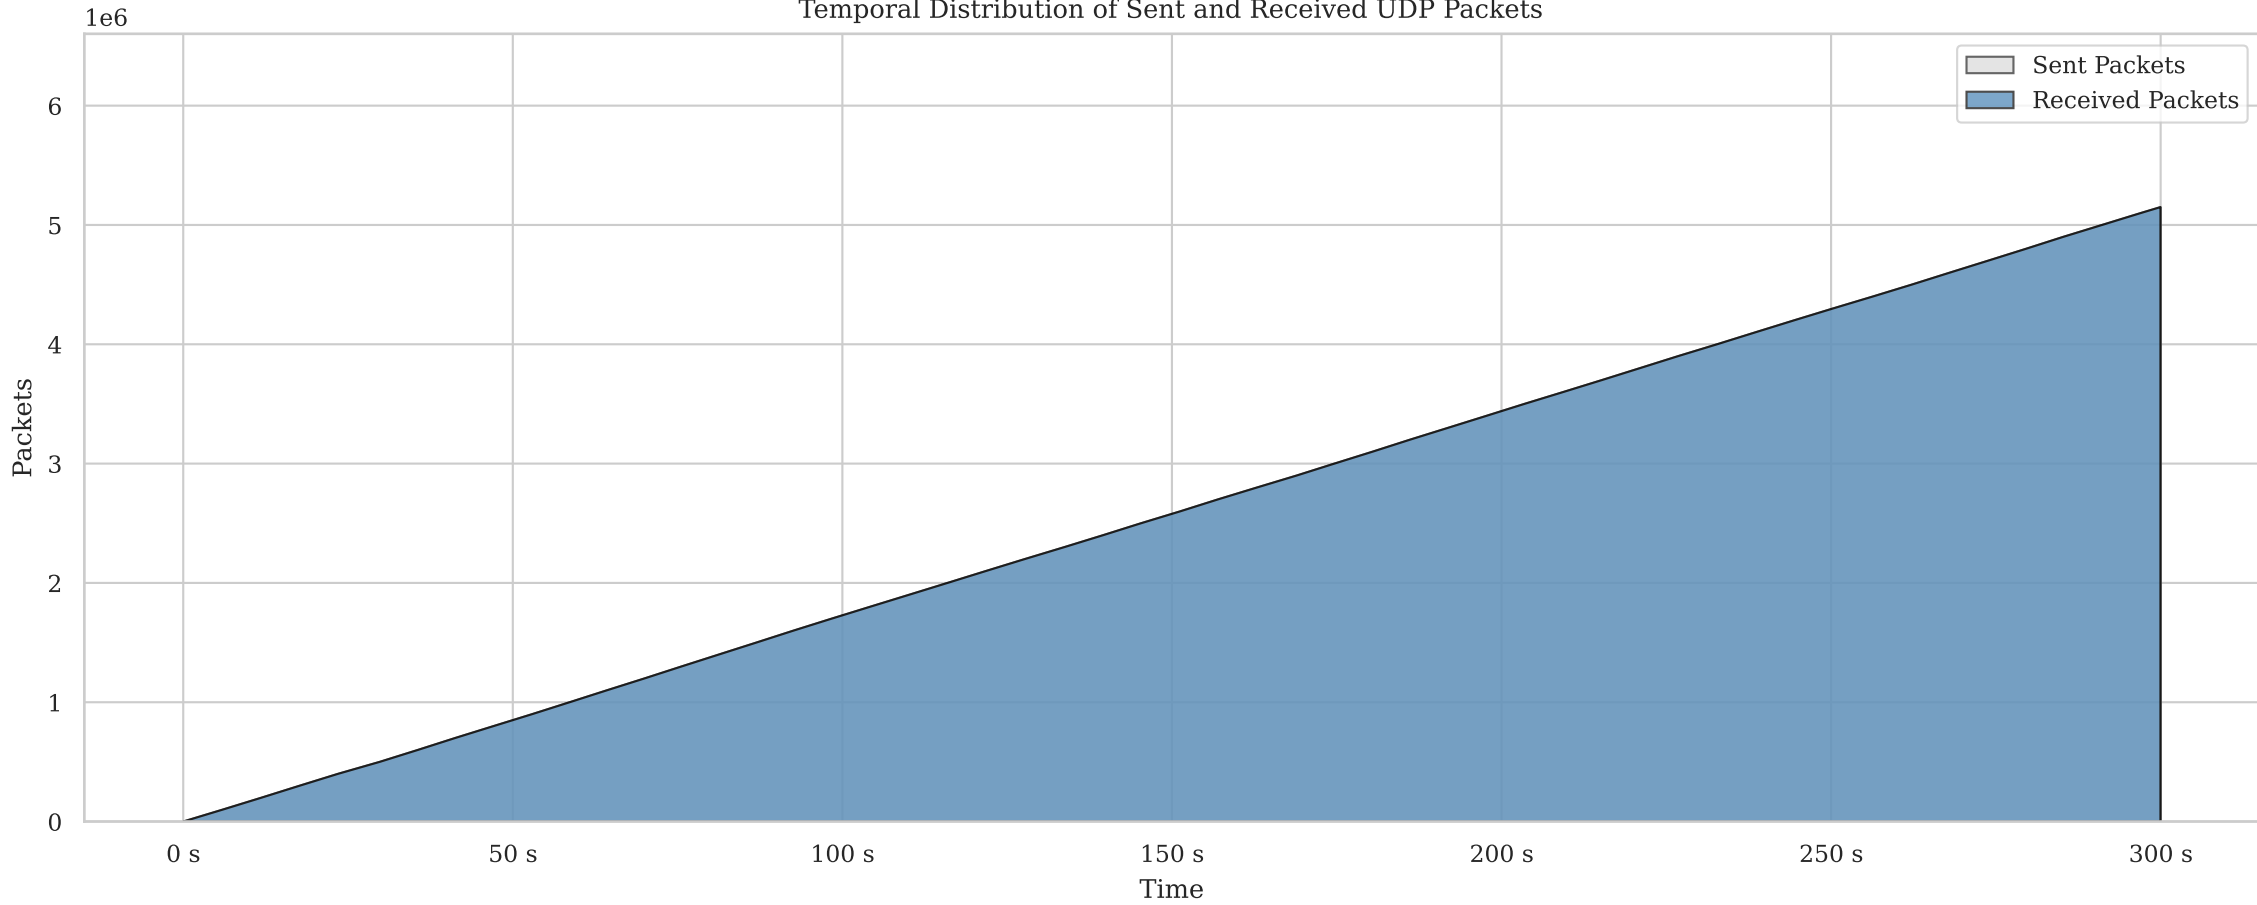 Temporal Distribution of Sent and Received UDP Packets
1e6
Sent Packets
Received Packets
6
5
4
3
2
1
0
Packets
0 s 50 s 100 s 150 s 200 s 250 s 300 s
Time